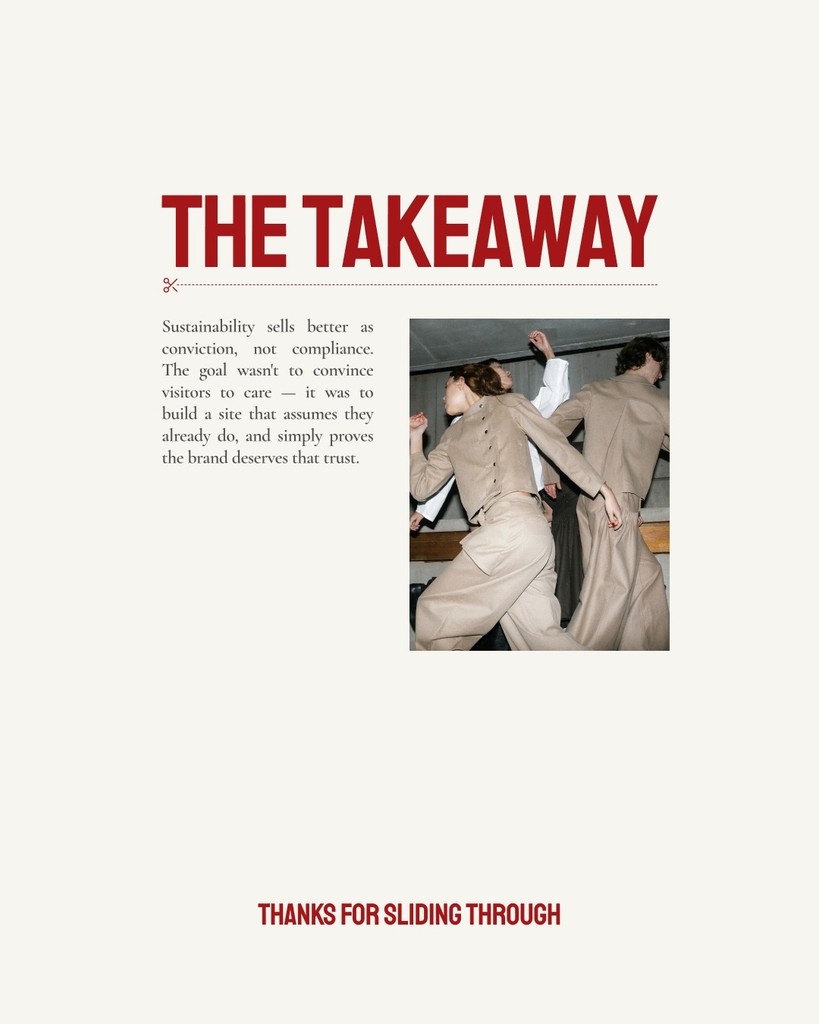 THE TAKEAWAY
Sustainability sells better as
conviction, not compliance.
The goal wasn't to convince
visitors to care — it was to
build a site that assumes they
already do, and simply proves
the brand deserves that trust.
THANKS FOR SLIDING THROUGH